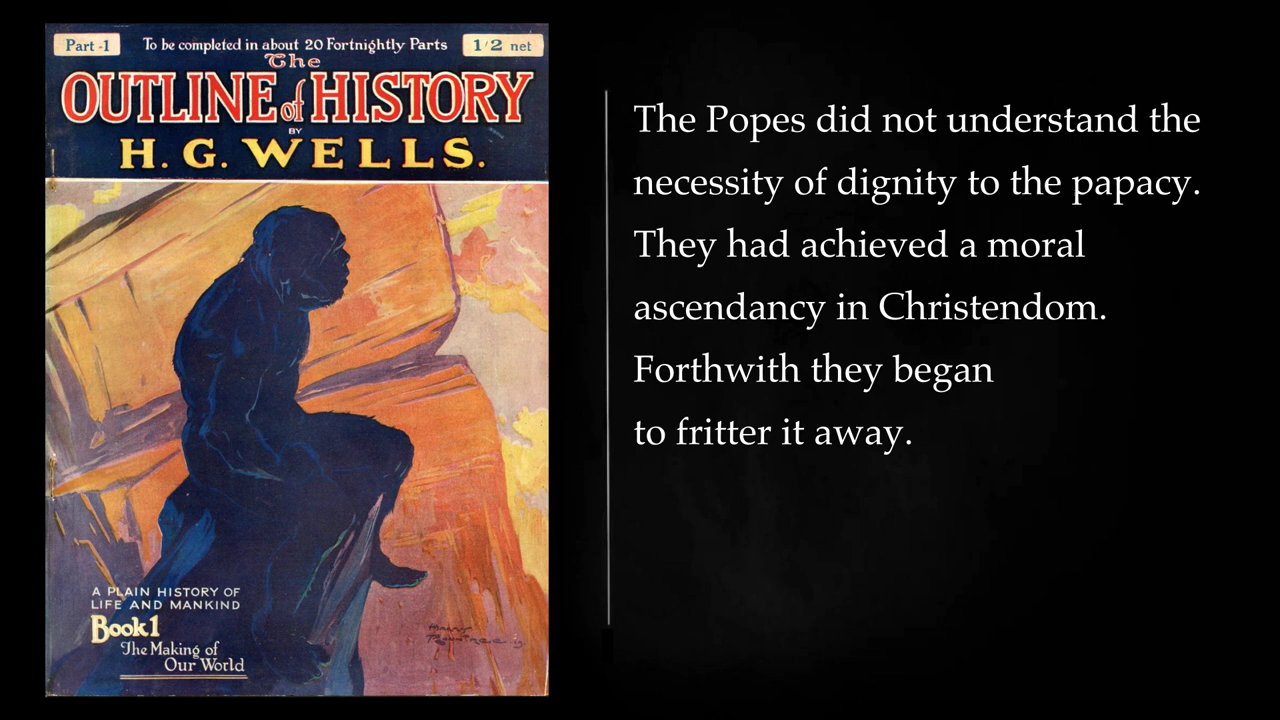 Part -1
To be completed in about 20 Fortnightly Parts
1/2 net
The
OUTLINE of HISTORY
BY
H. G. WELLS.
A PLAIN HISTORY OF
LIFE AND MANKIND
Book 1
The Making of
Our World
The Popes did not understand the
necessity of dignity to the papacy.
They had achieved a moral
ascendancy in Christendom.
Forthwith they began
to fritter it away.